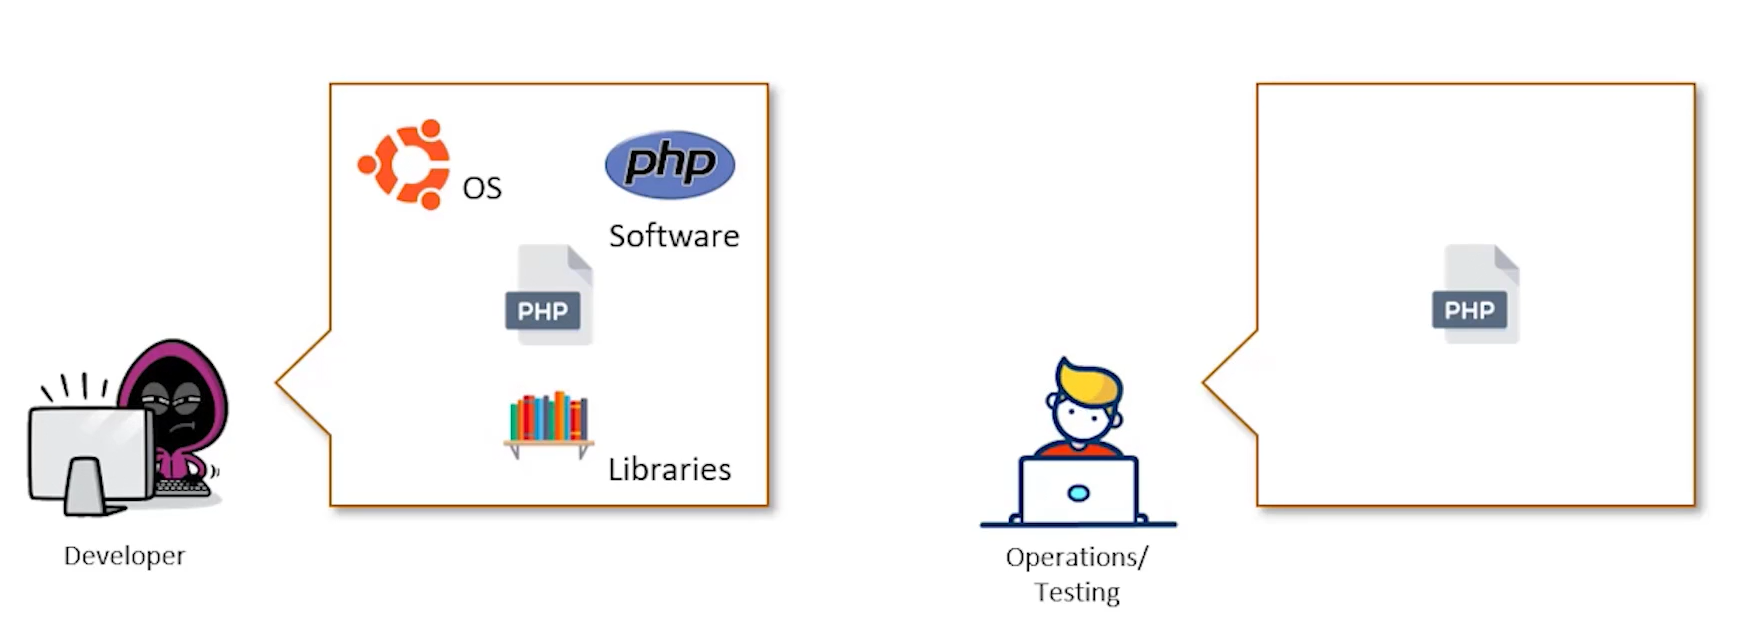 OS
php
Software
PHP
Libraries
Developer
PHP
Operations/
Testing